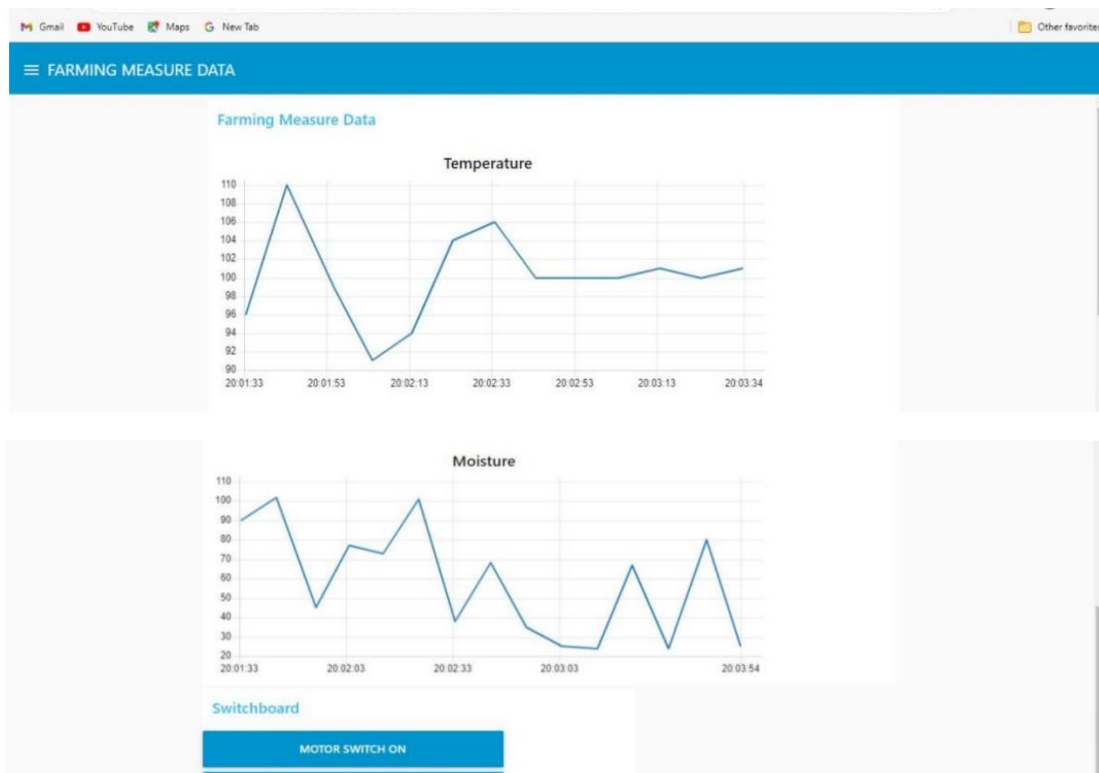 Gmail YouTube Maps New Tab Other favorites
FARMING MEASURE DATA
Farming Measure Data
Temperature
110
108
106
104
102
100
98
96
94
92
90
20:01:33 20:01:53 20:02:13 20:02:33 20:02:53 20:03:13 20:03:34
Moisture
110
100
90
80
70
60
50
40
30
20
20:01:33 20:02:03 20:02:33 20:03:03 20:03:54
Switchboard
MOTOR SWITCH ON